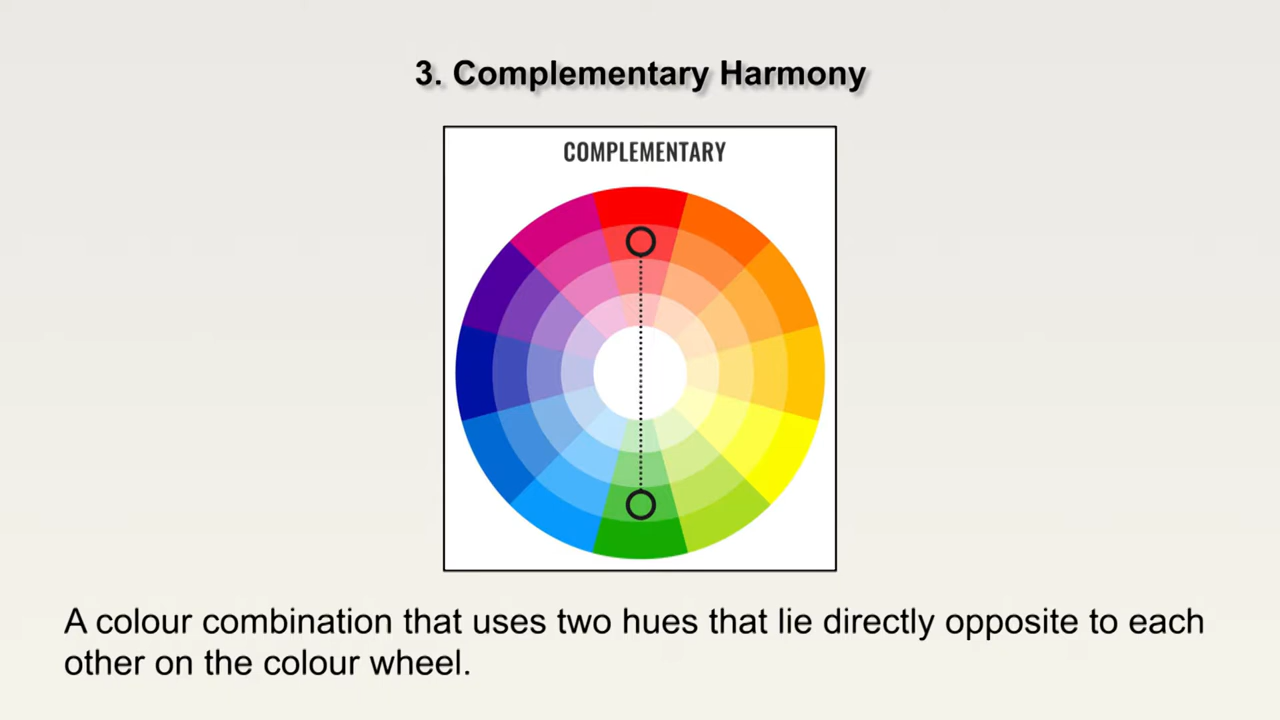 3. Complementary Harmony
COMPLEMENTARY
A colour combination that uses two hues that lie directly opposite to each
other on the colour wheel.